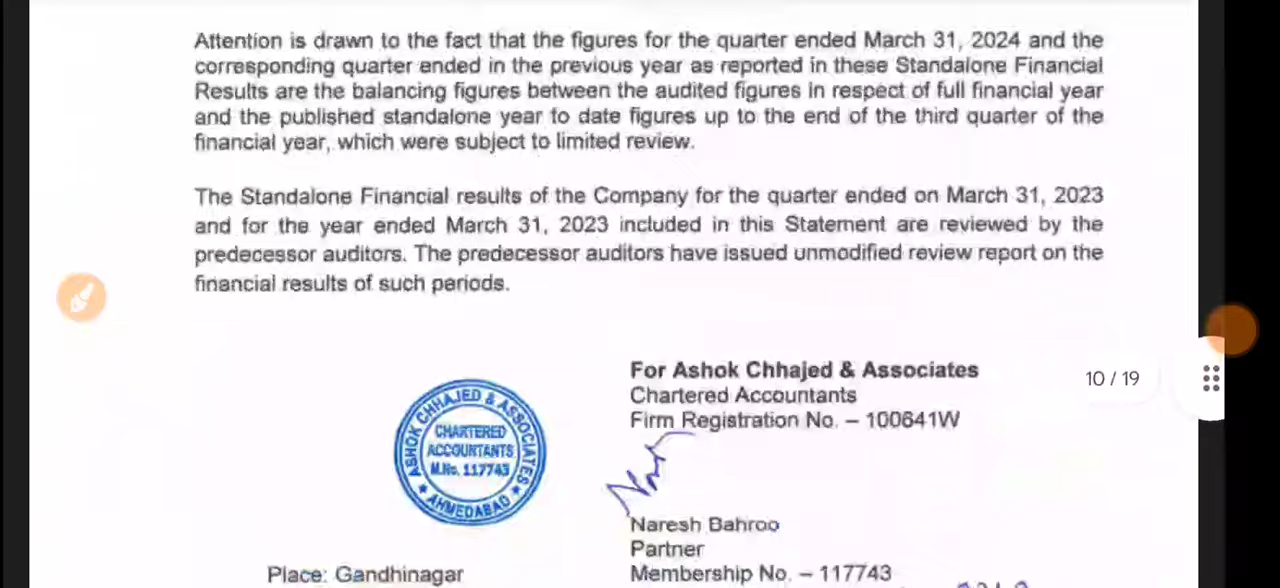 Attention is drawn to the fact that the figures for the quarter ended March 31, 2024 and the
corresponding quarter ended in the previous year as reported in these Standalone Financial
Results are the balancing figures between the audited figures in respect of full financial year
and the published standalone year to date figures up to the end of the third quarter of the
financial year, which were subject to limited review.
The Standalone Financial results of the Company for the quarter ended on March 31, 2023
and for the year ended March 31, 2023 included in this Statement are reviewed by the
predecessor auditors. The predecessor auditors have issued unmodified review report on the
financial results of such periods.
For Ashok Chhajed & Associates
Chartered Accountants
Firm Registration No. – 100641W
10 / 19
ASHOK CHHAJED & ASSOCIATES
CHARTERED
ACCOUNTANTS
M.No. 117743
★ AHMEDABAD ★
Naresh Bahroo
Partner
Place: Gandhinagar
Membership No. – 117743